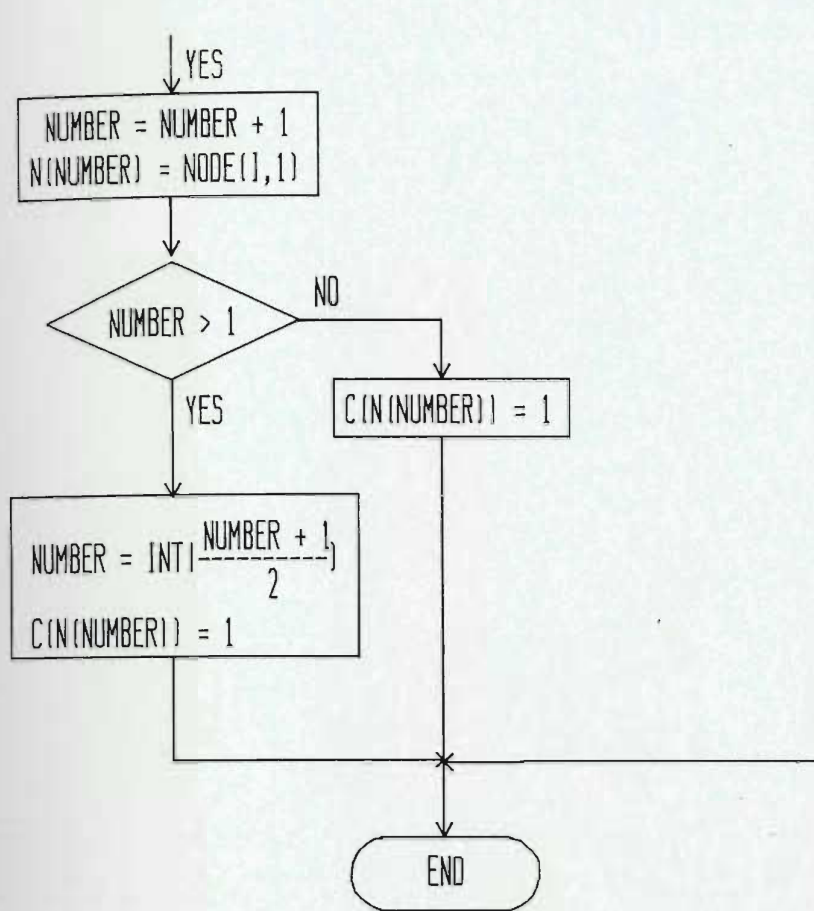 YES
NUMBER = NUMBER + 1
N(NUMBER) = NODE(I,1)
NUMBER > 1
NO
YES
C(N(NUMBER)) = 1
NUMBER = INT(NUMBER + 1
2)
C(N(NUMBER)) = 1
END